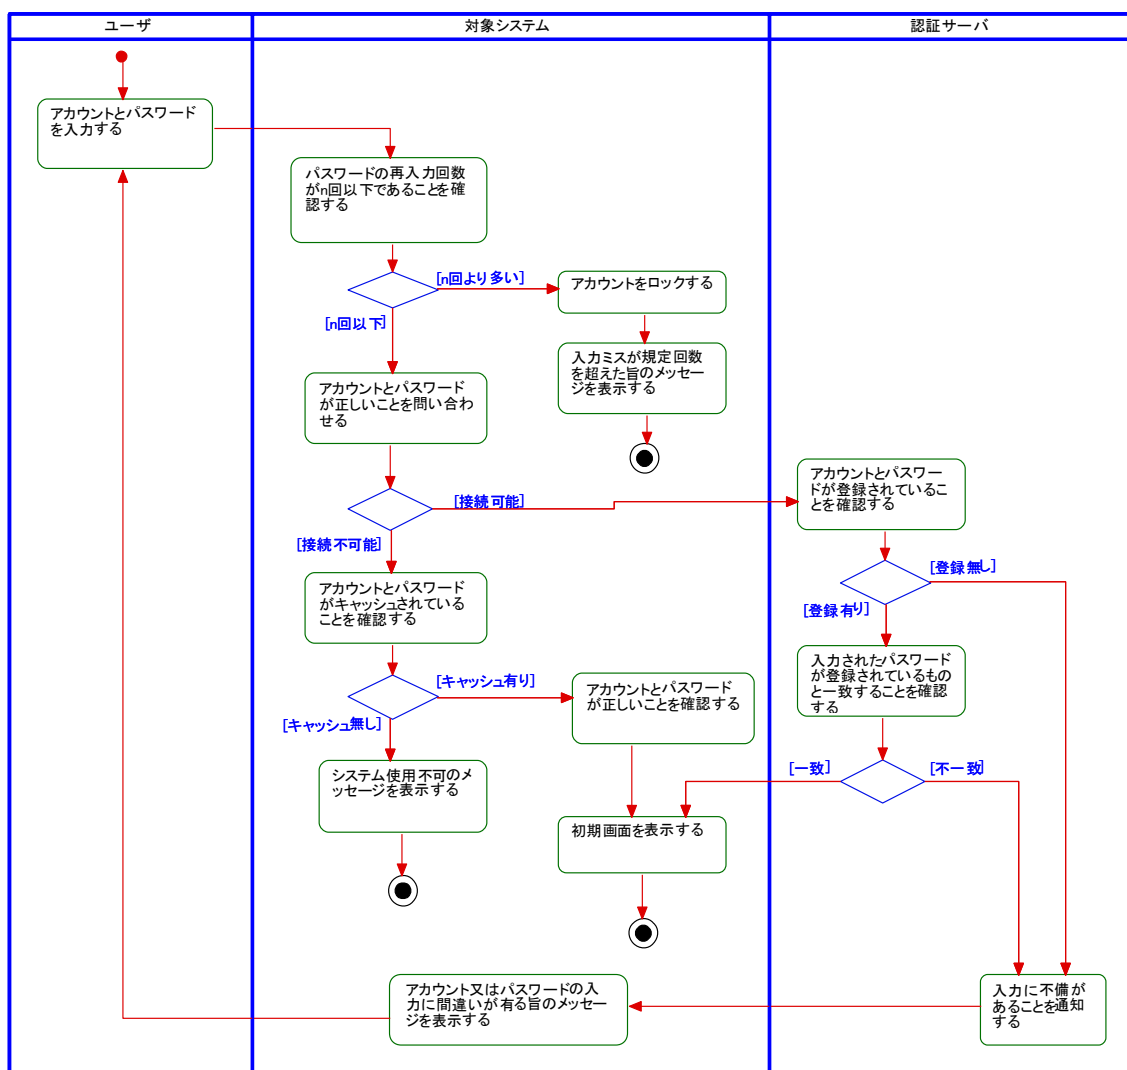 ユーザ
対象システム
認証サーバ
アカウントとパスワード
を入力する
パスワードの再入力回数
がn回以下であることを確
認する
[n回より多い]
アカウントをロックする
[n回以下]
入力ミスが規定回数
を超えた旨のメッセー
ジを表示する
アカウントとパスワード
が正しいことを問い合わ
せる
アカウントとパスワー
ドが登録されているこ
とを確認する
[接続可能]
[接続不可能]
[登録無し]
アカウントとパスワード
がキャッシュされている
ことを確認する
[登録有り]
入力されたパスワード
が登録されているもの
と一致することを確認
する
[キャッシュ有り]
アカウントとパスワード
が正しいことを確認する
[キャッシュ無し]
システム使用不可のメ
ッセージを表示する
[一致]
[不一致]
初期画面を表示する
アカウント又はパスワードの入
力に間違いが有る旨のメッセー
ジを表示する
入力に不備が
あることを通知
する